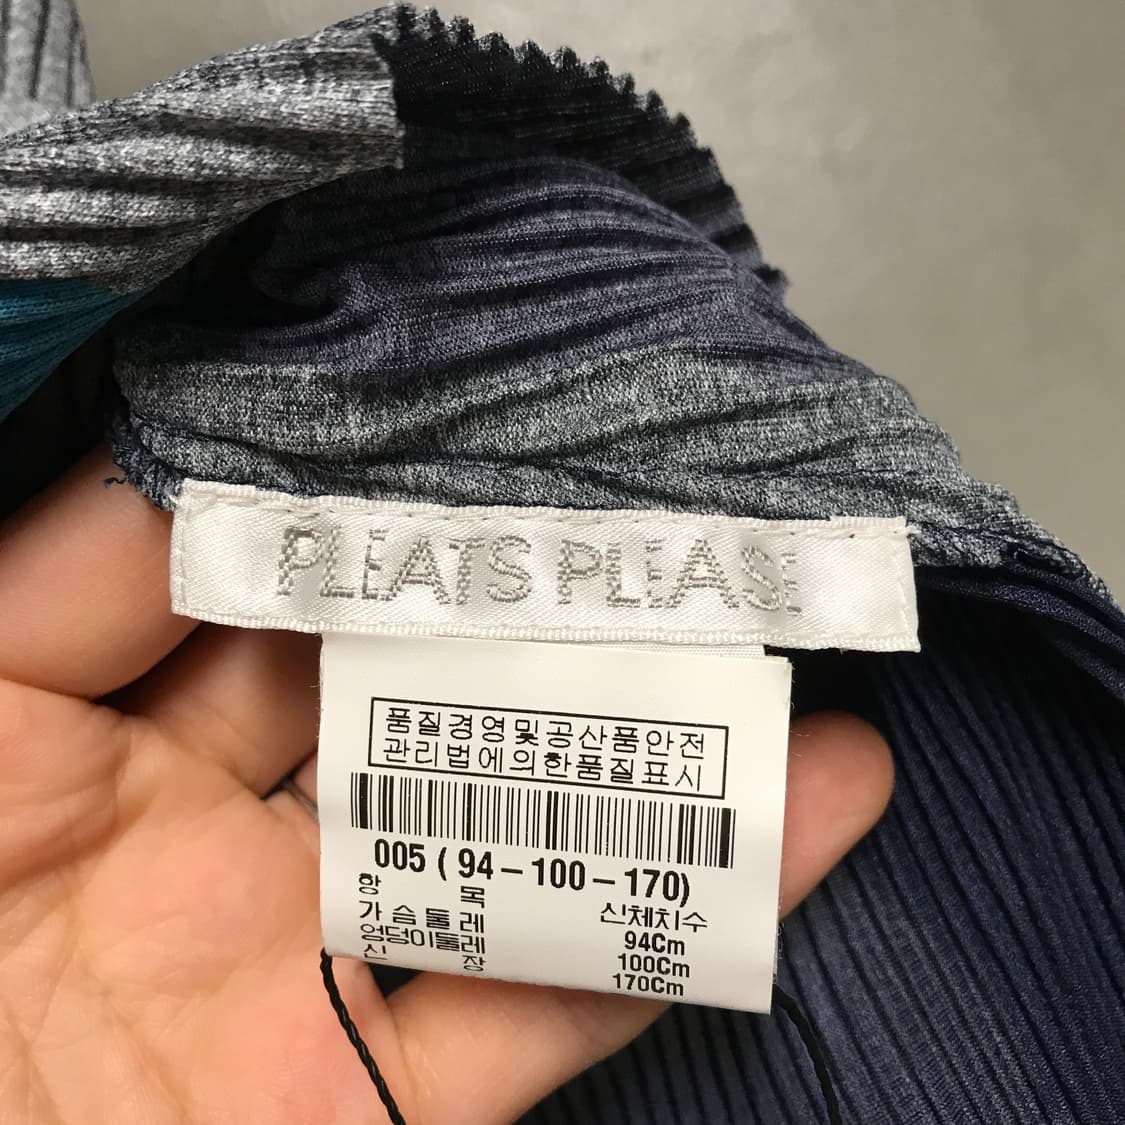 PLEATS PLEASE
품질경영및공산품안전
관리법에의한품질표시
005 ( 94 – 100 – 170)
항 목 신체치수
가슴둘레 94Cm
엉덩이둘레 100Cm
신 장 170Cm